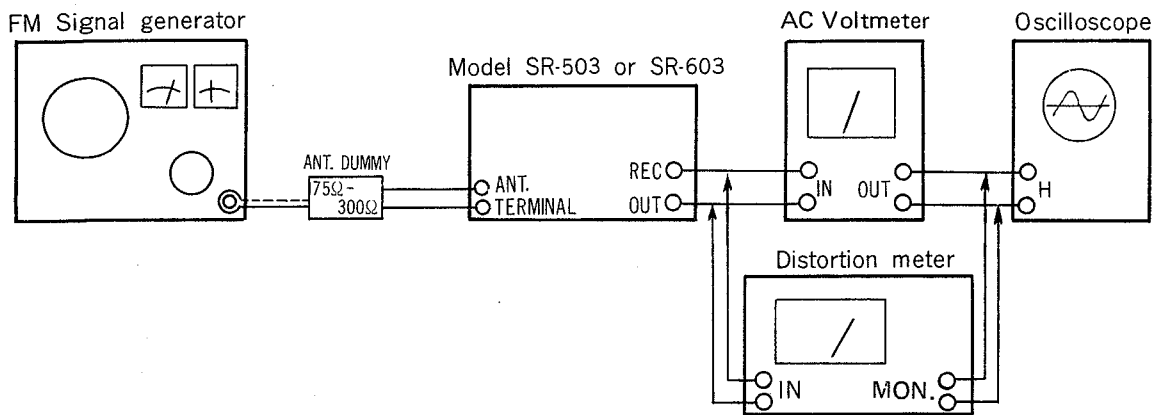 FM Signal generator
AC Voltmeter
Oscilloscope
Model SR-503 or SR-603
ANT. DUMMY
75Ω-
300Ω
ANT.
TERMINAL
REC
OUT
IN
OUT
H
Distortion meter
IN
MON.